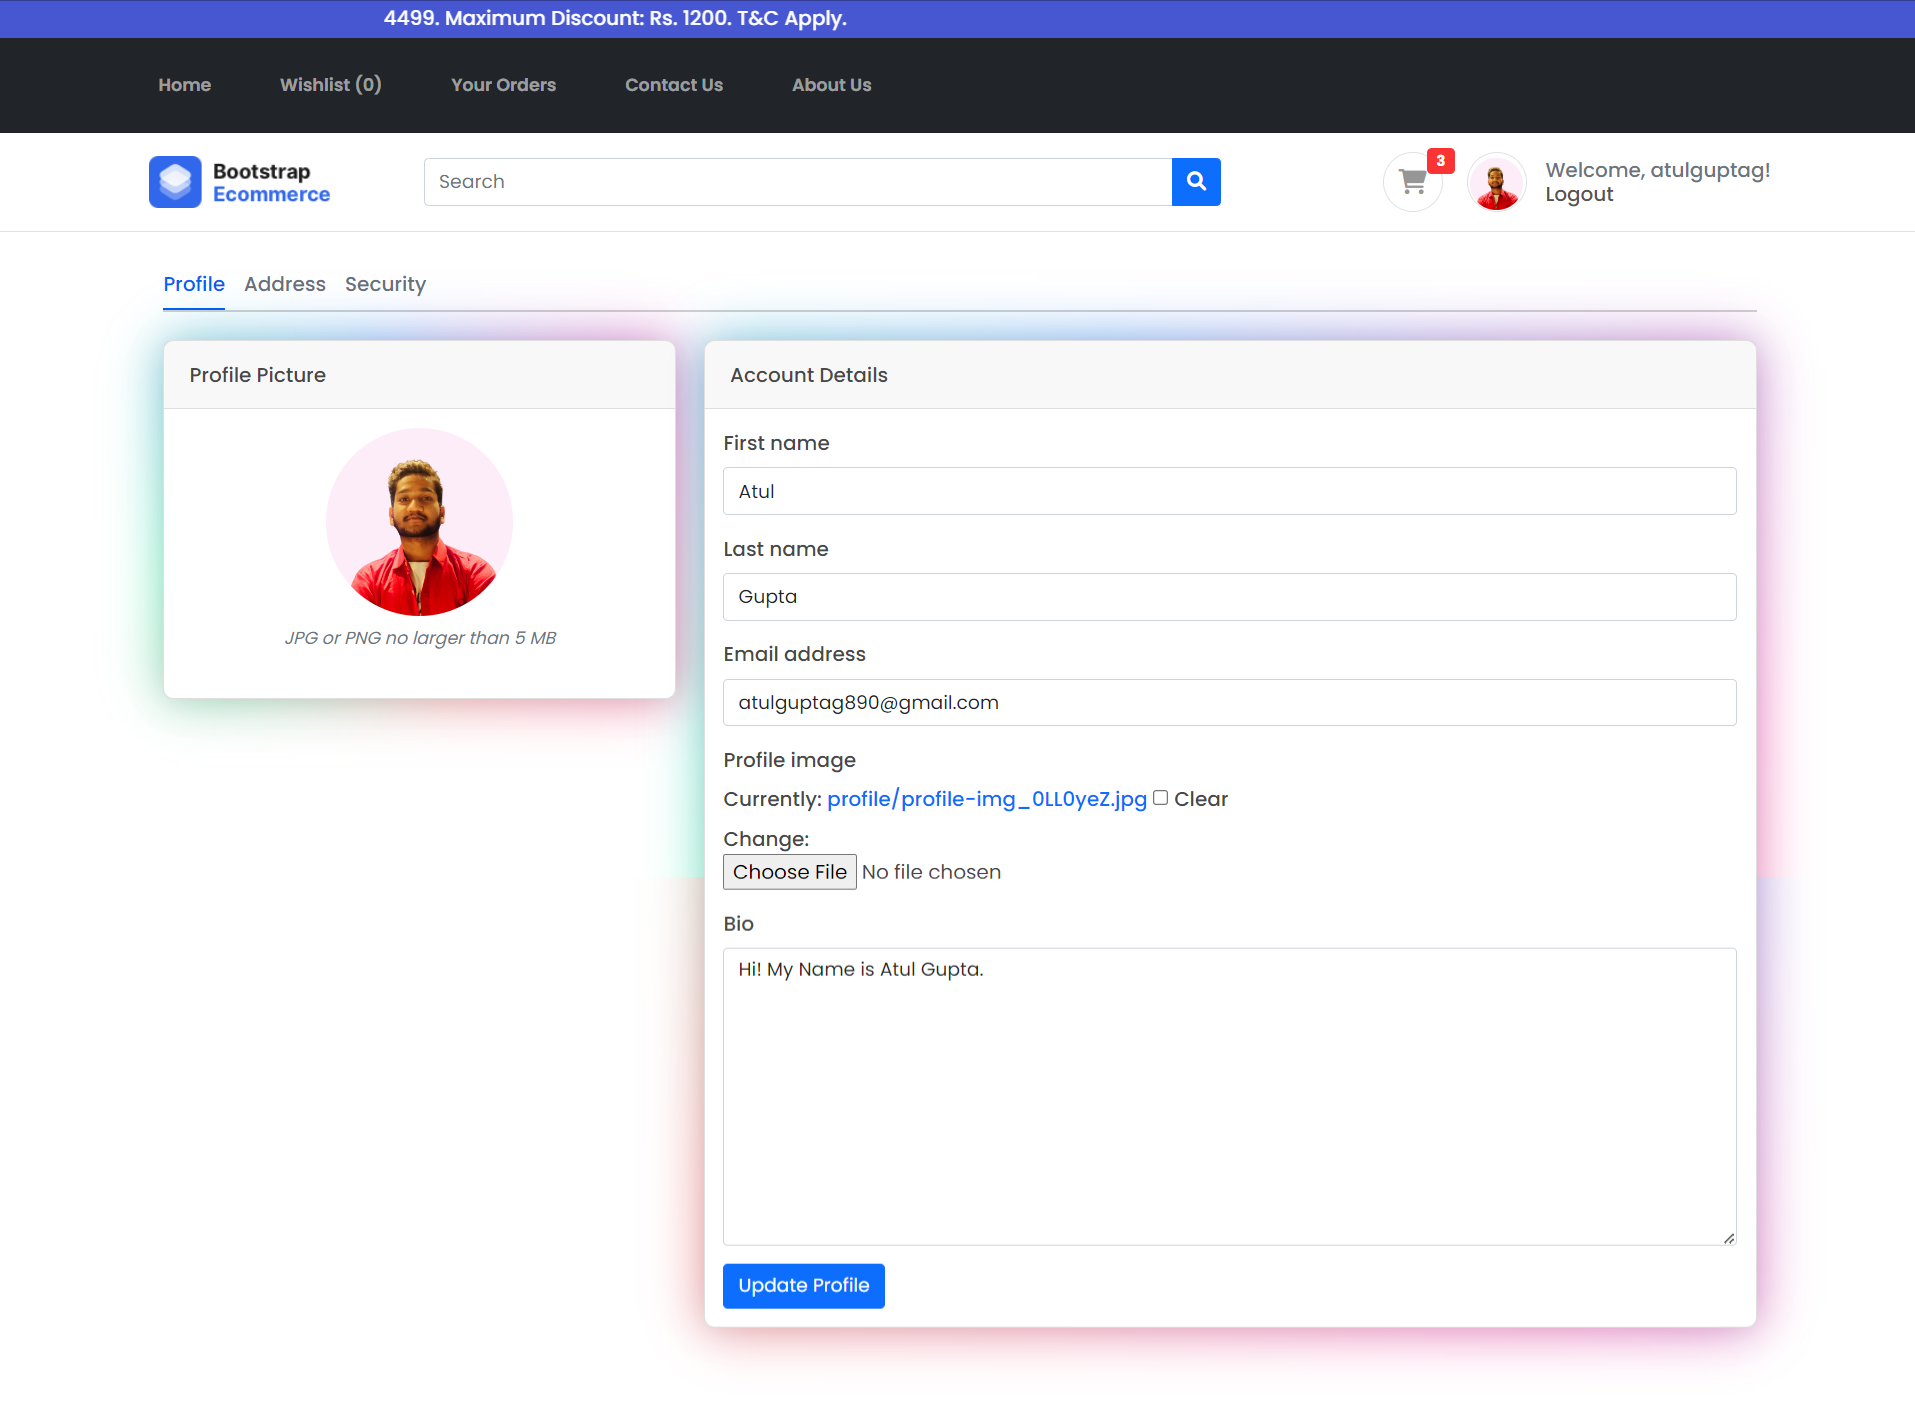 4499. Maximum Discount: Rs. 1200. T&C Apply.
Home Wishlist (0) Your Orders Contact Us About Us
Bootstrap
Ecommerce
Search
3
Welcome, atulguptag!
Logout
Profile Address Security
Profile Picture
JPG or PNG no larger than 5 MB
Account Details
First name
Atul
Last name
Gupta
Email address
atulguptag890@gmail.com
Profile image
Currently: profile/profile-img_0LL0yeZ.jpg Clear
Change:
Choose File No file chosen
Bio
Hi! My Name is Atul Gupta.
Update Profile